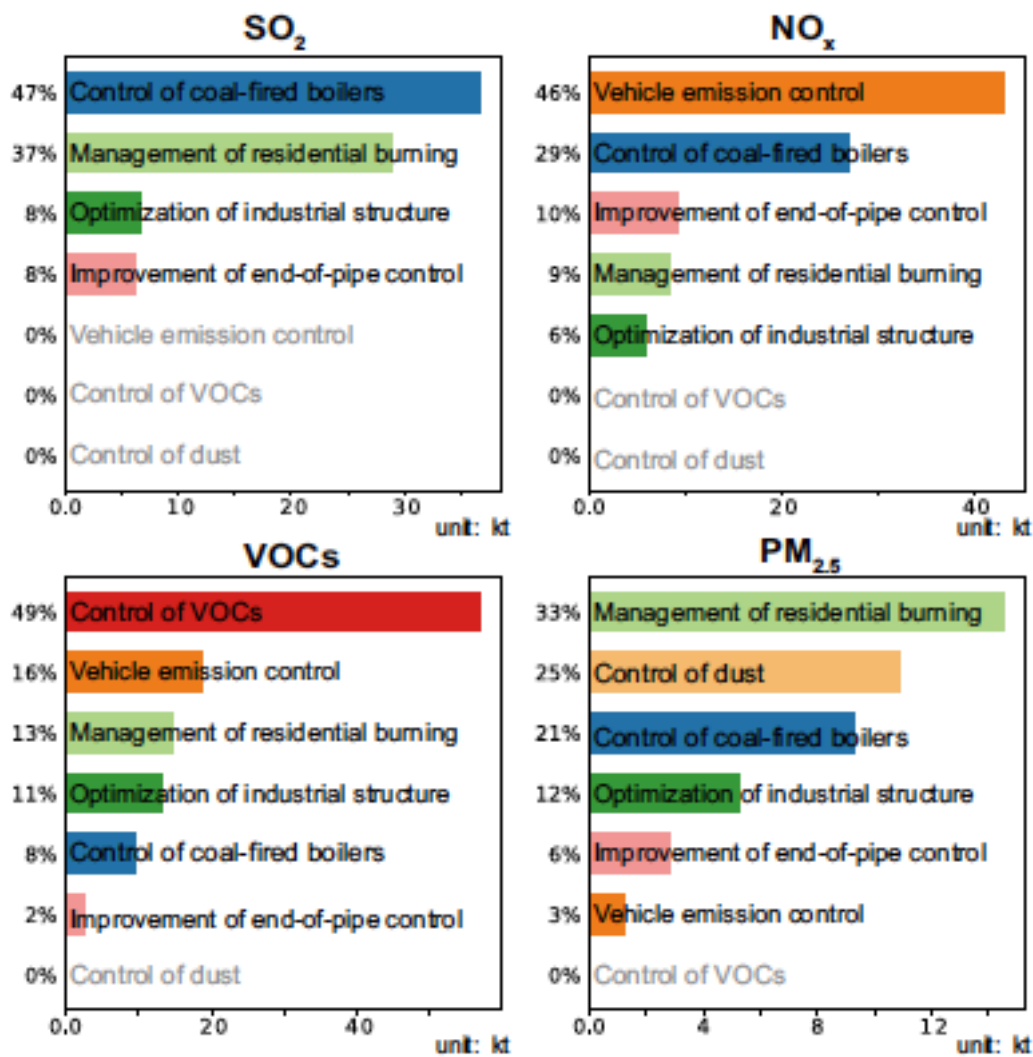 SO₂
47% Control of coal-fired boilers
37% Management of residential burning
8% Optimization of industrial structure
8% Improvement of end-of-pipe control
0% Vehicle emission control
0% Control of VOCs
0% Control of dust
0.0 10 20 30
unit: kt
NOₓ
46% Vehicle emission control
29% Control of coal-fired boilers
10% Improvement of end-of-pipe control
9% Management of residential burning
6% Optimization of industrial structure
0% Control of VOCs
0% Control of dust
0.0 20 40
unit: kt
VOCs
49% Control of VOCs
16% Vehicle emission control
13% Management of residential burning
11% Optimization of industrial structure
8% Control of coal-fired boilers
2% Improvement of end-of-pipe control
0% Control of dust
0.0 20 40
unit: kt
PM₂.₅
33% Management of residential burning
25% Control of dust
21% Control of coal-fired boilers
12% Optimization of industrial structure
6% Improvement of end-of-pipe control
3% Vehicle emission control
0% Control of VOCs
0.0 4 8 12
unit: kt